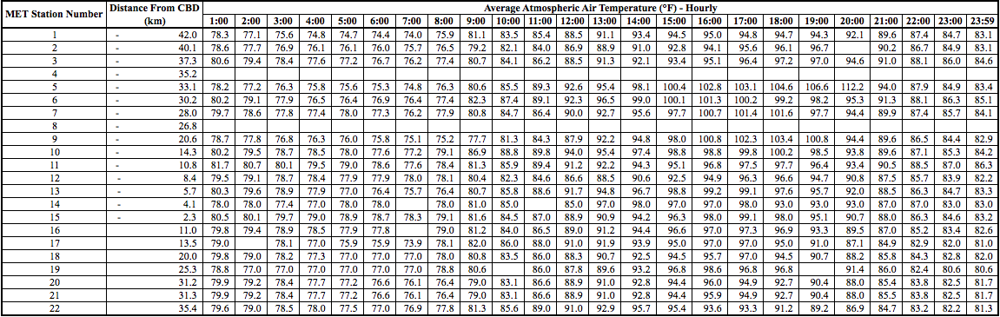 MET Station Number Distance From CBD (km) Average Atmospheric Air Temperature (°F) - Hourly
1:00 2:00 3:00 4:00 5:00 6:00 7:00 8:00 9:00 10:00 11:00 12:00 13:00 14:00 15:00 16:00 17:00 18:00 19:00 20:00 21:00 22:00 23:00 23:59
1 - 42.0 78.3 77.1 75.6 74.8 74.7 74.4 74.0 75.9 81.1 83.5 85.4 88.5 91.1 93.4 94.5 95.0 94.8 94.7 94.3 92.1 89.6 87.4 84.7 83.1
2 - 40.1 78.6 77.7 76.9 76.1 76.1 76.0 75.7 76.5 79.2 82.1 84.0 86.9 88.9 91.0 92.8 94.1 95.6 96.1 96.7 90.2 86.7 84.9 83.1
3 - 37.3 80.6 79.4 78.4 77.6 77.2 76.7 76.2 77.4 80.7 84.1 86.2 88.5 91.3 92.1 93.4 95.1 96.4 97.2 97.0 94.6 91.0 88.1 86.0 84.6
4 - 35.2
5 - 33.1 78.2 77.2 76.3 75.8 75.6 75.3 74.8 76.3 80.6 85.5 89.3 92.6 95.4 98.1 100.4 102.8 103.1 104.6 106.6 112.2 94.0 87.9 84.9 83.4
6 - 30.2 80.2 79.1 77.9 76.5 76.4 76.9 76.4 77.4 82.3 87.4 89.1 92.3 96.5 99.0 100.1 101.3 100.2 99.2 98.2 95.3 91.3 88.1 86.3 85.1
7 - 28.0 79.7 78.6 77.8 77.4 78.0 77.3 76.2 77.9 80.8 84.7 86.4 90.0 92.7 95.6 97.7 100.7 101.4 101.6 97.7 94.4 89.9 87.4 85.7 84.1
8 - 26.8
9 - 20.6 78.7 77.8 76.8 76.3 76.0 75.8 75.1 75.2 77.7 81.3 84.3 87.9 92.2 94.8 98.0 100.8 102.3 103.4 100.8 94.4 89.6 86.5 84.4 82.9
10 - 14.3 80.2 79.5 78.7 78.5 78.0 77.6 77.2 79.1 86.9 88.8 89.8 94.0 95.4 97.4 98.8 98.8 99.8 100.2 98.5 93.8 89.6 87.1 85.3 84.2
11 - 10.8 81.7 80.7 80.1 79.5 79.0 78.6 77.6 78.4 81.3 85.9 89.4 91.2 92.2 94.3 95.1 96.8 97.5 97.7 96.4 93.4 90.5 88.5 87.0 86.3
12 - 8.4 79.5 79.1 78.7 78.4 77.9 77.9 78.0 78.1 80.4 82.3 84.6 86.6 88.5 90.6 92.5 94.9 96.3 96.6 94.7 90.8 87.5 85.7 83.9 82.2
13 - 5.7 80.3 79.6 78.9 77.9 77.0 76.4 75.7 76.4 80.7 85.8 88.6 91.7 94.8 96.7 98.8 99.2 99.1 97.6 95.7 92.0 88.5 86.3 84.7 83.3
14 - 4.1 78.0 78.0 77.4 77.0 78.0 78.0 78.0 81.0 85.0 85.0 97.0 98.0 97.0 97.0 98.0 93.0 93.0 93.0 87.0 87.0 83.0 83.0
15 - 2.3 80.5 80.1 79.7 79.0 78.9 78.7 78.3 79.1 81.6 84.5 87.0 88.9 90.9 94.2 96.3 98.0 99.1 98.0 95.1 90.7 88.0 86.3 84.6 83.2
16 11.0 79.8 79.4 78.9 78.5 77.9 77.8 79.0 81.2 84.0 86.5 89.0 91.2 94.4 96.6 97.0 97.3 96.9 93.3 89.5 87.0 85.2 83.4 82.6
17 13.5 79.0 78.1 77.0 75.9 75.9 73.9 78.1 82.0 86.0 88.0 91.0 91.9 93.9 95.0 97.0 97.0 95.0 91.0 87.1 84.9 82.9 82.0 81.0
18 20.0 79.8 79.0 78.2 77.3 77.0 77.0 77.0 78.0 80.8 83.5 86.0 88.3 90.7 92.5 94.5 95.7 97.0 94.5 90.7 88.2 85.8 84.3 82.8 82.0
19 25.3 78.8 77.0 77.0 77.0 77.0 77.0 77.0 78.8 80.6 86.0 87.8 89.6 93.2 96.8 98.6 96.8 96.8 91.4 86.0 82.4 80.6 80.6
20 31.2 79.9 79.2 78.4 77.7 77.2 76.6 76.1 76.4 79.0 83.1 86.6 88.9 91.0 92.8 94.4 96.0 94.9 92.7 90.4 88.0 85.4 83.8 82.5 81.7
21 31.3 79.9 79.2 78.4 77.7 77.2 76.6 76.1 76.4 79.0 83.1 86.6 88.9 91.0 92.8 94.4 95.9 94.9 92.7 90.4 88.0 85.5 83.8 82.5 81.7
22 35.4 79.6 79.0 78.5 78.0 77.5 77.0 76.9 77.8 81.3 85.6 89.0 91.0 92.9 95.7 95.4 93.6 93.3 91.2 89.2 86.9 84.7 83.2 82.2 81.3